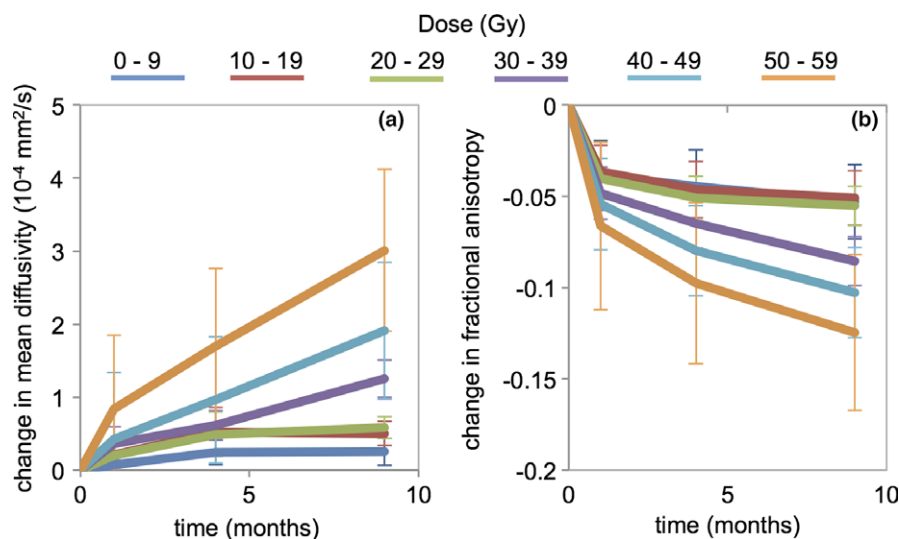 Dose (Gy)
0 - 9 10 - 19 20 - 29 30 - 39 40 - 49 50 - 59
(a)
change in mean diffusivity (10⁻⁴ mm²/s)
5
4
3
2
1
0
0 5 10
time (months)
(b)
change in fractional anisotropy
0
-0.05
-0.1
-0.15
-0.2
0 5 10
time (months)